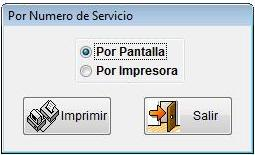 Por Numero de Servicio
Por Pantalla
Por Impresora
Imprimir
Salir